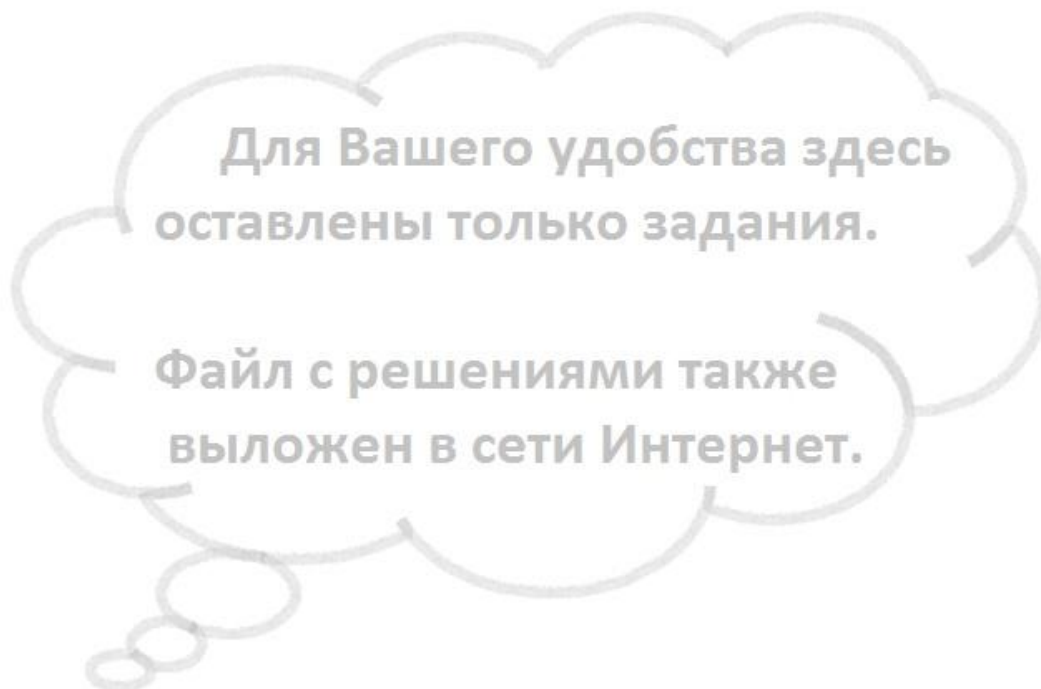 Для Вашего удобства здесь
оставлены только задания.
Файл с решениями также
выложен в сети Интернет.